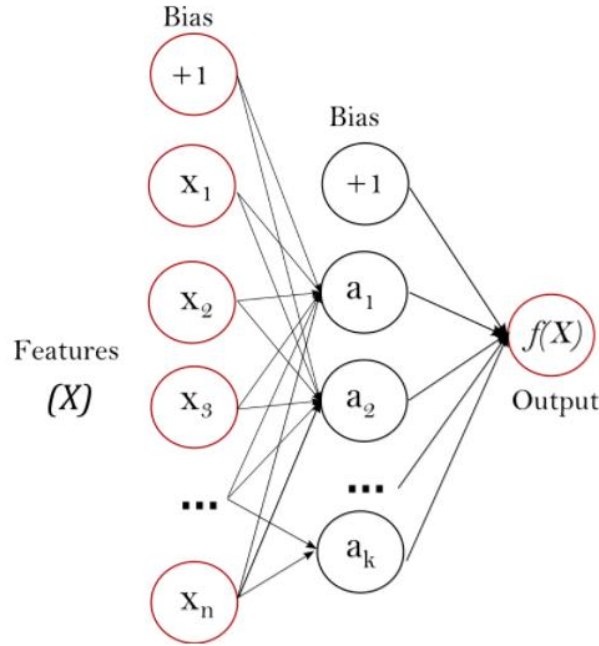 Bias
+1
x₁
x₂
x₃
...
xₙ
Features
(X)
Bias
+1
a₁
a₂
...
aₖ
f(X)
Output